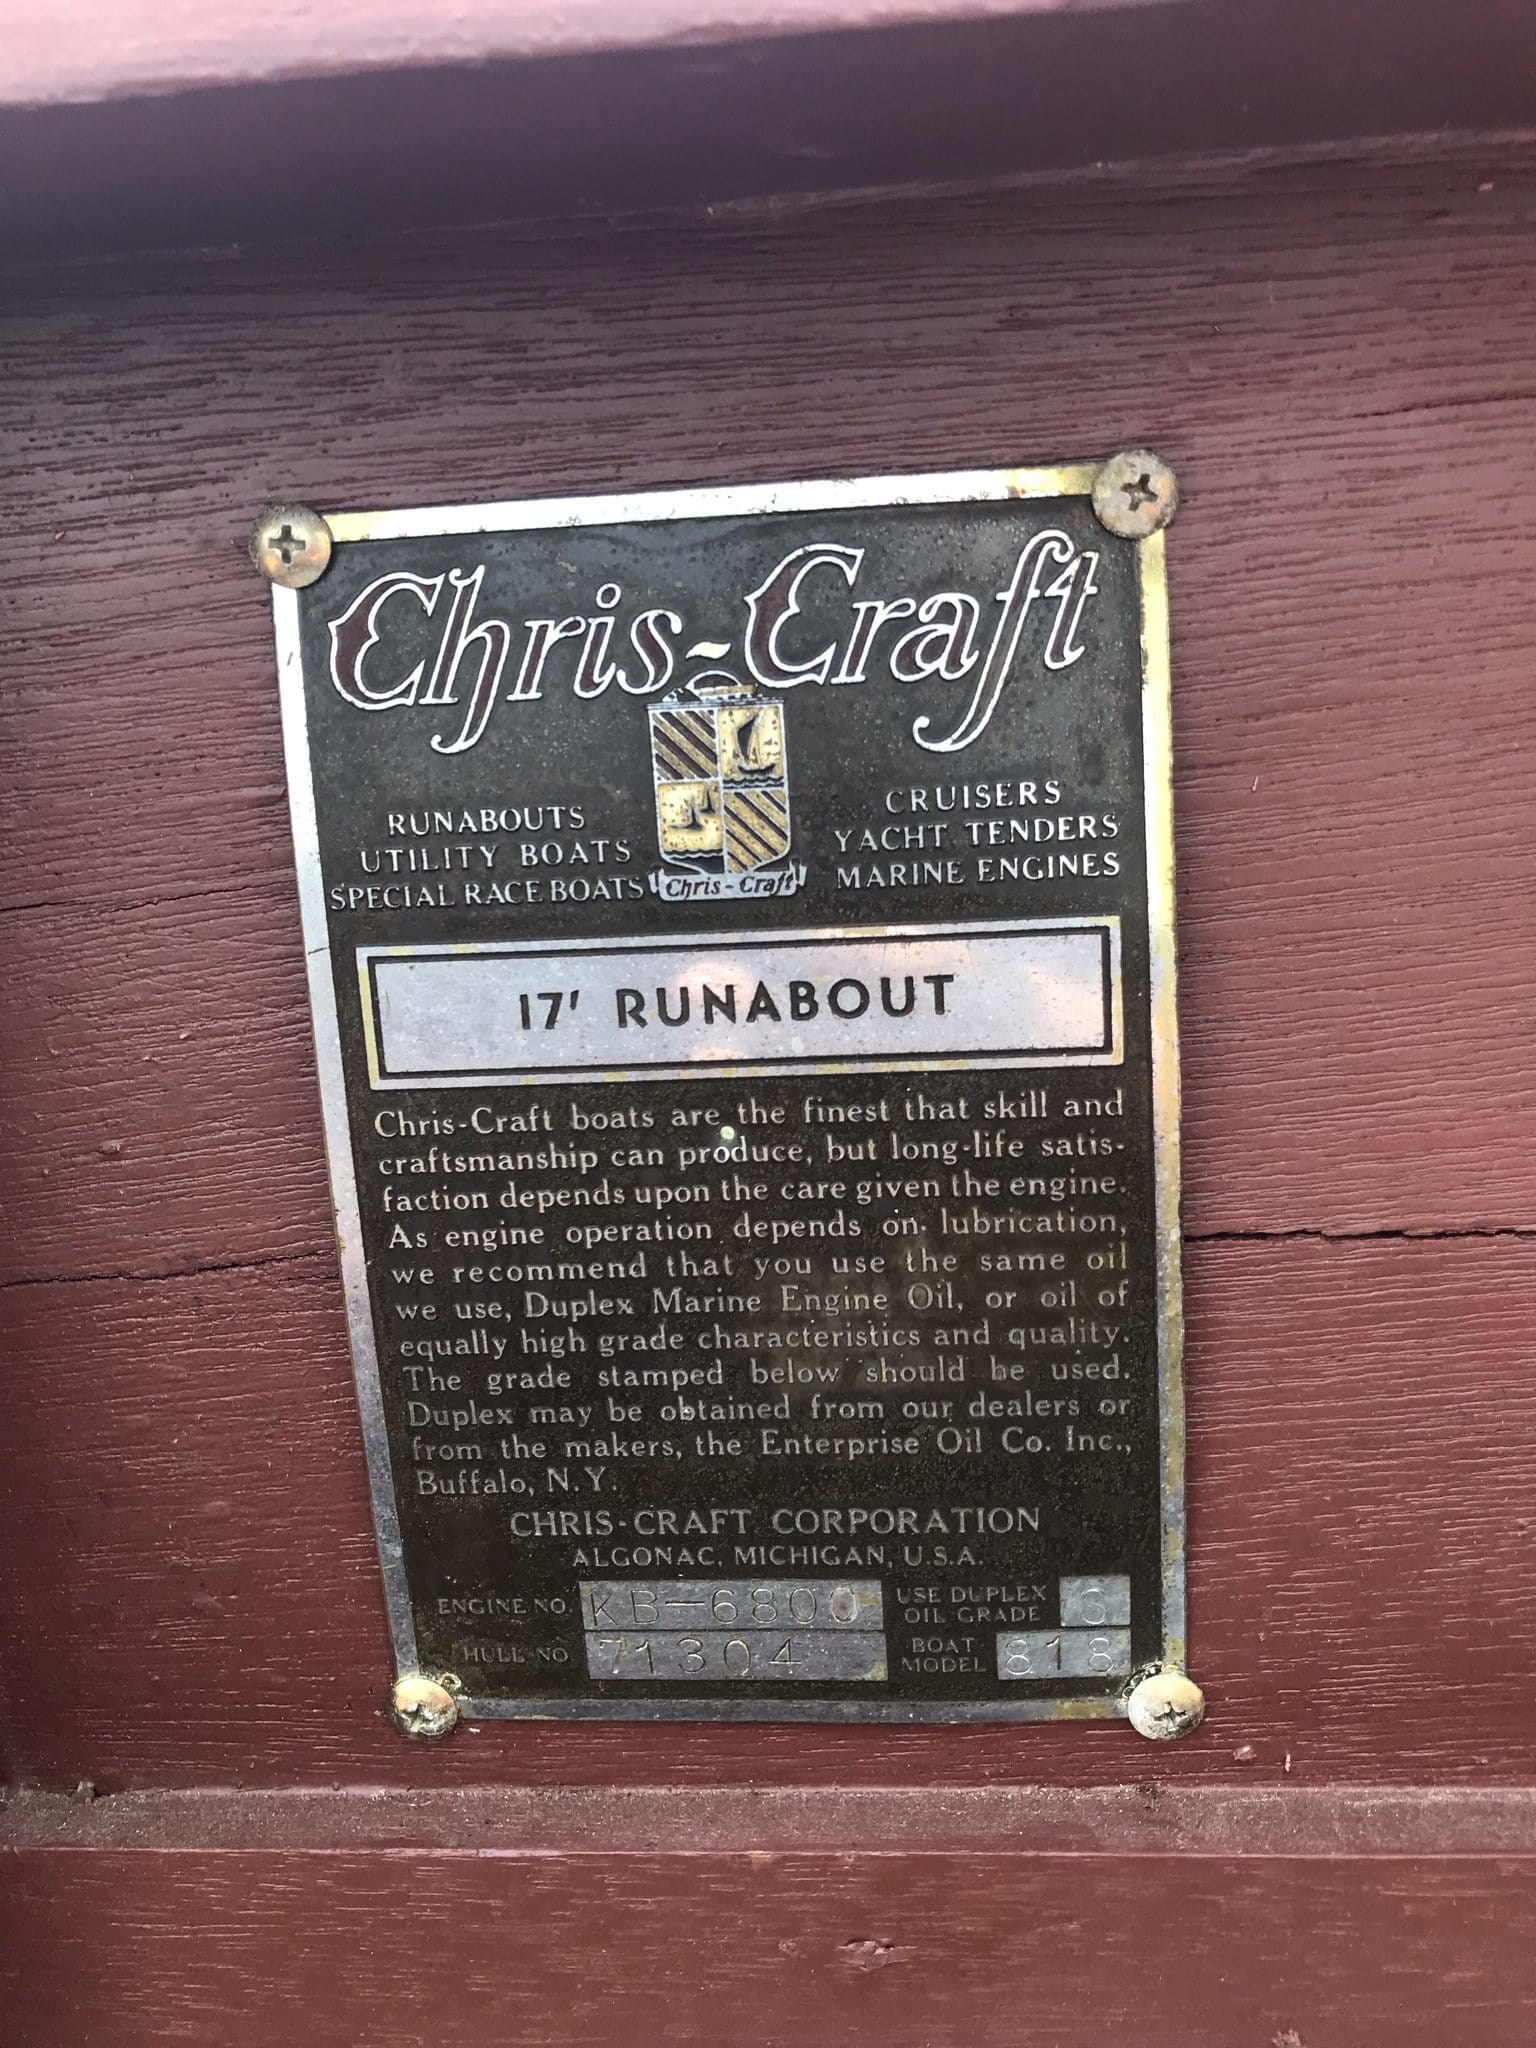 Chris-Craft
RUNABOUTS
UTILITY BOATS
SPECIAL RACE BOATS
Chris-Craft
CRUISERS
YACHT TENDERS
MARINE ENGINES
17' RUNABOUT
Chris-Craft boats are the finest that skill and
craftsmanship can produce, but long-life satis-
faction depends upon the care given the engine.
As engine operation depends on lubrication,
we recommend that you use the same oil
we use, Duplex Marine Engine Oil, or oil of
equally high grade characteristics and quality.
The grade stamped below should be used.
Duplex may be obtained from our dealers or
from the makers, the Enterprise Oil Co. Inc.,
Buffalo, N.Y.
CHRIS-CRAFT CORPORATION
ALGONAC, MICHIGAN, U.S.A.
ENGINE NO. KB-6800 USE DUPLEX OIL GRADE S
HULL NO. 71304 BOAT MODEL 818